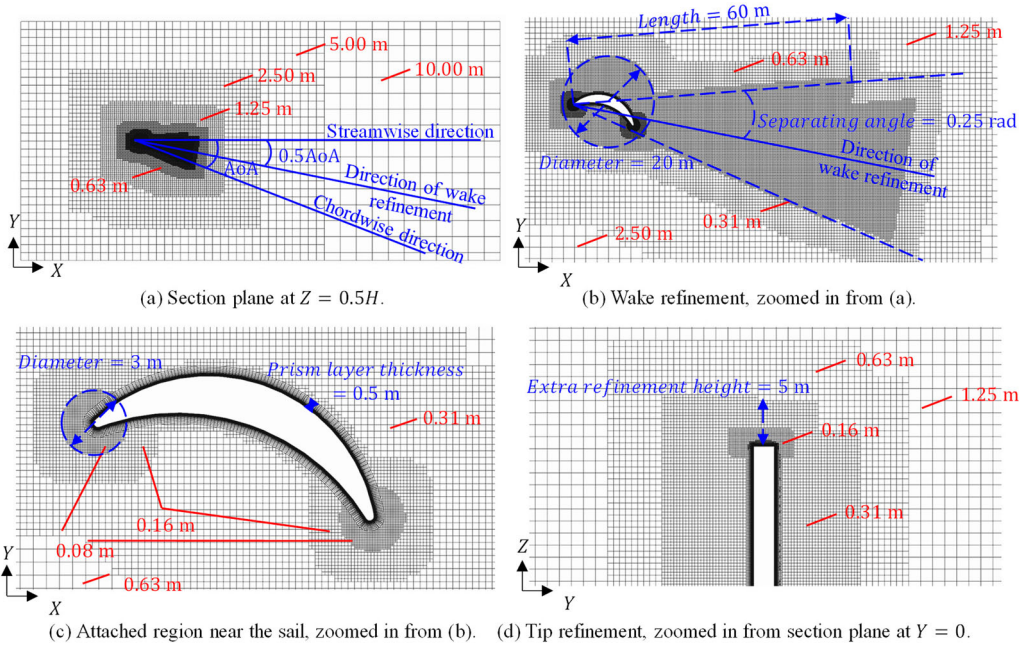 5.00 m
2.50 m
10.00 m
1.25 m
Streamwise direction
0.5AoA
AoA
0.63 m
Direction of wake
refinement
Chordwise direction
Y
X
(a) Section plane at Z = 0.5H.
Length = 60 m
1.25 m
0.63 m
Separating angle = 0.25 rad
Diameter = 20 m
Direction of
wake refinement
0.31 m
2.50 m
Y
X
(b) Wake refinement, zoomed in from (a).
Diameter = 3 m
Prism layer thickness
= 0.5 m
0.31 m
0.16 m
0.08 m
0.63 m
Y
X
(c) Attached region near the sail, zoomed in from (b).
0.63 m
Extra refinement height = 5 m
1.25 m
0.16 m
0.31 m
Z
Y
(d) Tip refinement, zoomed in from section plane at Y = 0.